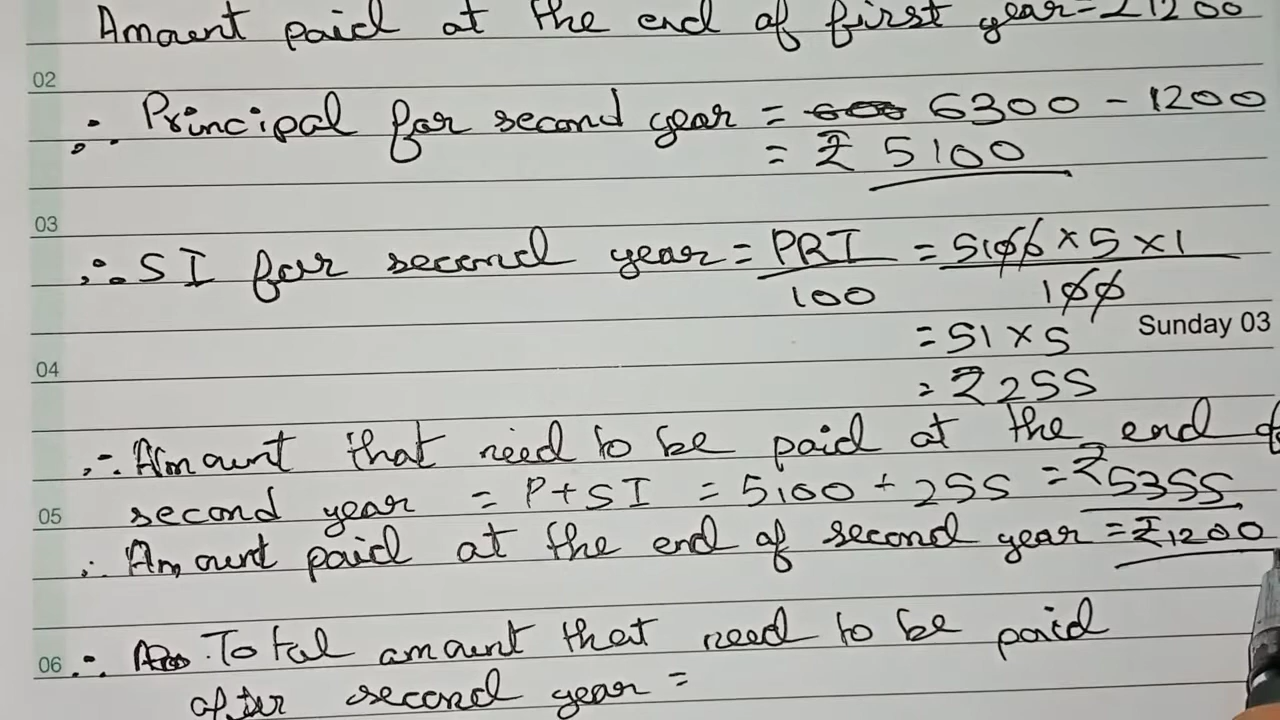 Amount paid at the end of first year = ₹1200
02
∴ Principal for second year = 6300 - 1200
= ₹ 5100
03
∴ SI for second year = PRT/100 = 5100 × 5 × 1/100
= 51 × 5
Sunday 03
04
= ₹255
∴ Amount that need to be paid at the end of
second year = P + SI = 5100 + 255 = ₹5355
05
∴ Amount paid at the end of second year = ₹1200
06
∴ Total amount that need to be paid
after second year =